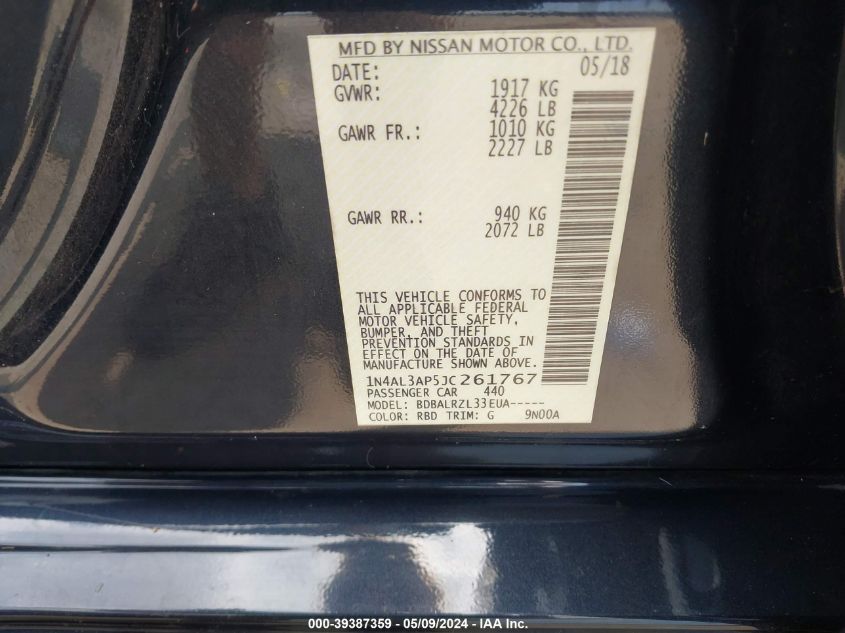 MFD BY NISSAN MOTOR CO., LTD.
DATE: 05/18
GVWR: 1917 KG
4226 LB
GAWR FR.: 1010 KG
2227 LB
GAWR RR.: 940 KG
2072 LB
THIS VEHICLE CONFORMS TO
ALL APPLICABLE FEDERAL
MOTOR VEHICLE SAFETY,
BUMPER, AND THEFT
PREVENTION STANDARDS IN
EFFECT ON THE DATE OF
MANUFACTURE SHOWN ABOVE.
1N4AL3AP5JC261767
PASSENGER CAR 440
MODEL: BDBALRZL33EUA-----
COLOR: RBD TRIM: G 9N00A
000-39387359 - 05/09/2024 - IAA Inc.